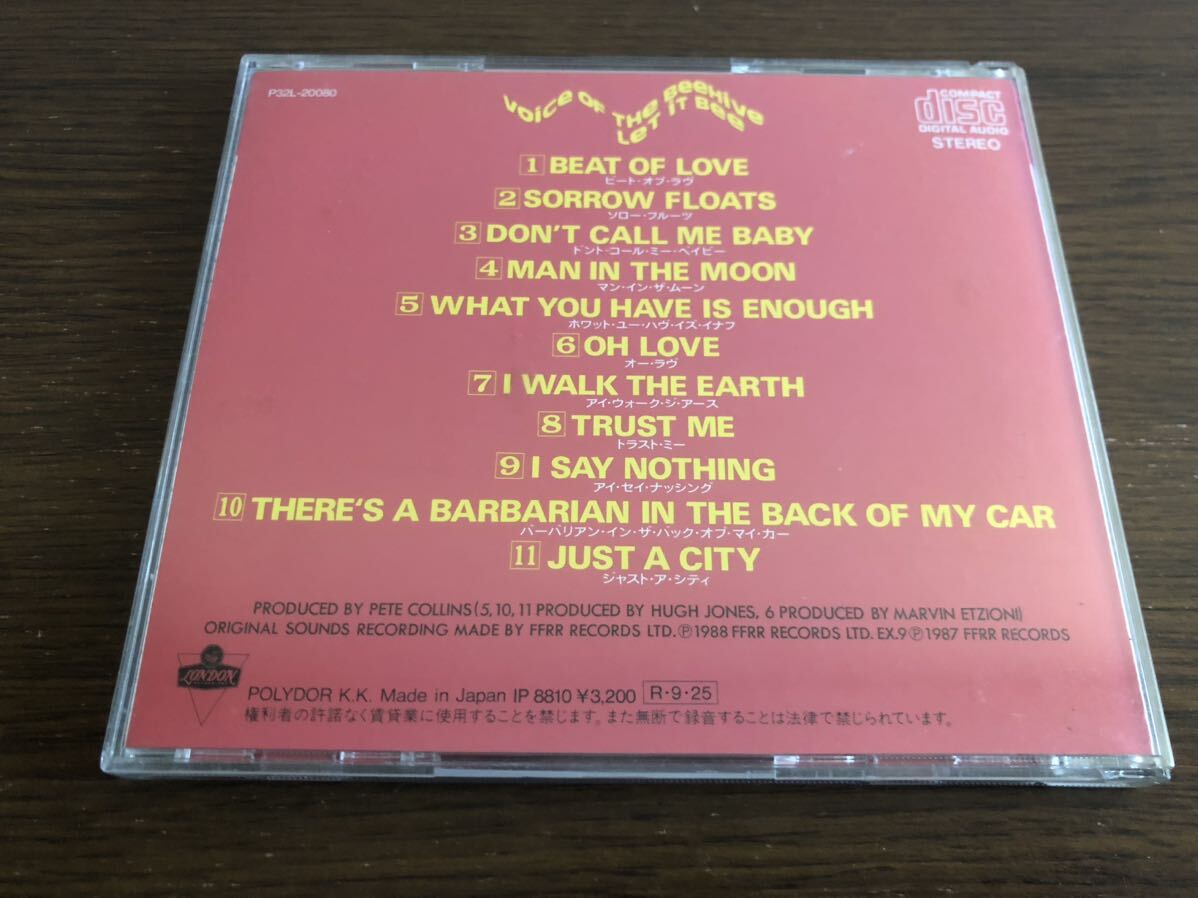 P32L-20080
VOICE OF THE BEEHIVE
LET IT BEE
COMPACT
disc
DIGITAL AUDIO
STEREO
1 BEAT OF LOVE
ビート・オブ・ラヴ
2 SORROW FLOATS
ソロー・フルーツ
3 DON'T CALL ME BABY
ドント・コール・ミー・ベイビー
4 MAN IN THE MOON
マン・イン・ザ・ムーン
5 WHAT YOU HAVE IS ENOUGH
ホワット・ユー・ハヴ・イズ・イナフ
6 OH LOVE
オー・ラヴ
7 I WALK THE EARTH
アイ・ウォーク・ジ・アース
8 TRUST ME
トラスト・ミー
9 I SAY NOTHING
アイ・セイ・ナッシング
10 THERE'S A BARBARIAN IN THE BACK OF MY CAR
バーバリアン・イン・ザ・バック・オブ・マイ・カー
11 JUST A CITY
ジャスト・ア・シティ
PRODUCED BY PETE COLLINS(5, 10, 11 PRODUCED BY HUGH JONES, 6 PRODUCED BY MARVIN ETZIONI)
ORIGINAL SOUNDS RECORDING MADE BY FFRR RECORDS LTD. Ⓟ1988 FFRR RECORDS LTD. EX.9Ⓟ1987 FFRR RECORDS
LONDON
POLYDOR K.K. Made in Japan IP 8810 ¥3,200 R・9・25
権利者の許諾なく賃貸業に使用することを禁じます。また無断で録音することは法律で禁じられています。